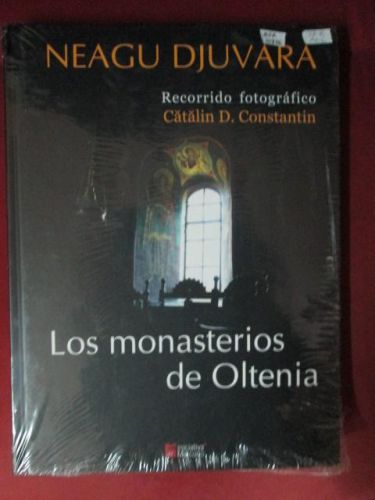 NEAGU DJUVARA
Recorrido fotográfico
Cătălin D. Constantin
Los monasterios
de Oltenia